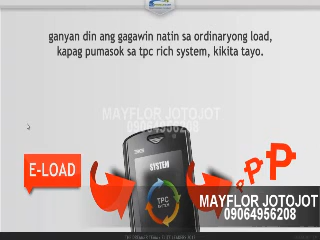 ganyan din ang gagawin natin sa ordinaryong load,
kapag pumasok sa tpc rich system, kikita tayo.
MAYFLOR JOTOJOT
09064956208
E-LOAD
SYSTEM
TPC
MAYFLOR JOTOJOT
09064956208